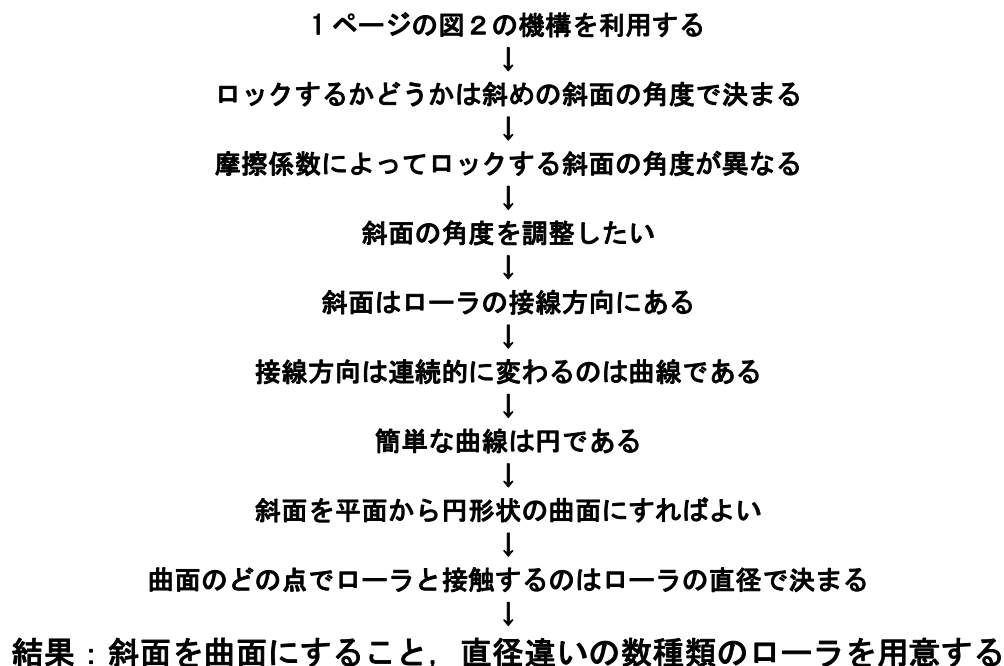 1ページの図2の機構を利用する
↓
ロックするかどうかは斜めの斜面の角度で決まる
↓
摩擦係数によってロックする斜面の角度が異なる
↓
斜面の角度を調整したい
↓
斜面はローラの接線方向にある
↓
接線方向は連続的に変わるのは曲線である
↓
簡単な曲線は円である
↓
斜面を平面から円形状の曲面にすればよい
↓
曲面のどの点でローラと接触するのはローラの直径で決まる
↓
結果：斜面を曲面にすること，直径違いの数種類のローラを用意する